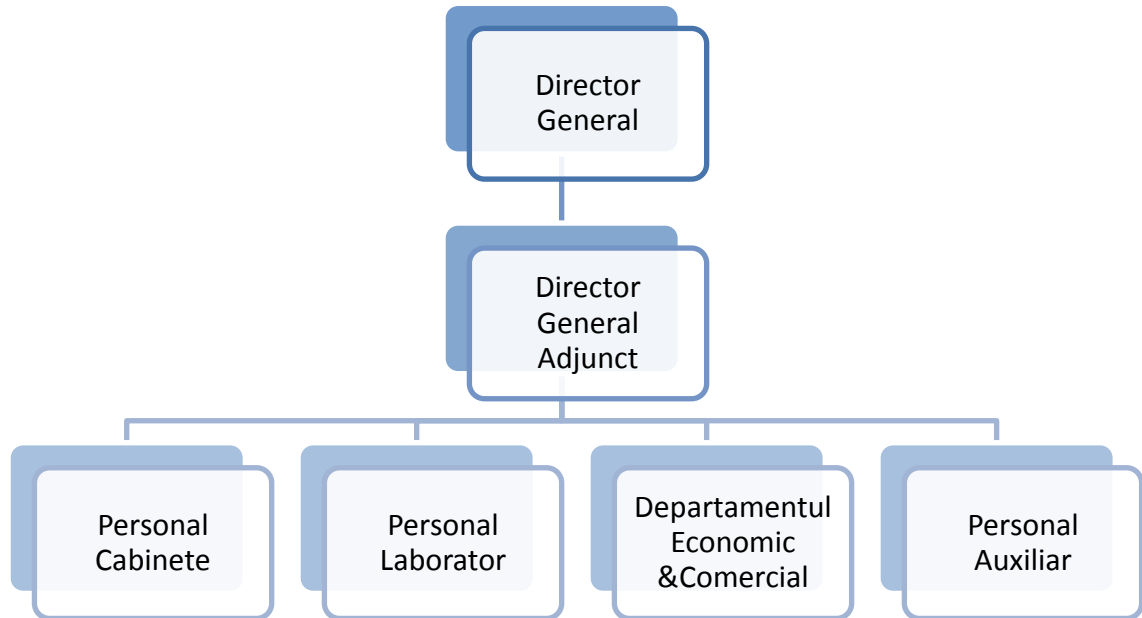 Director
General
Director
General
Adjunct
Personal
Cabinete
Personal
Laborator
Departamentul
Economic
&Comercial
Personal
Auxiliar